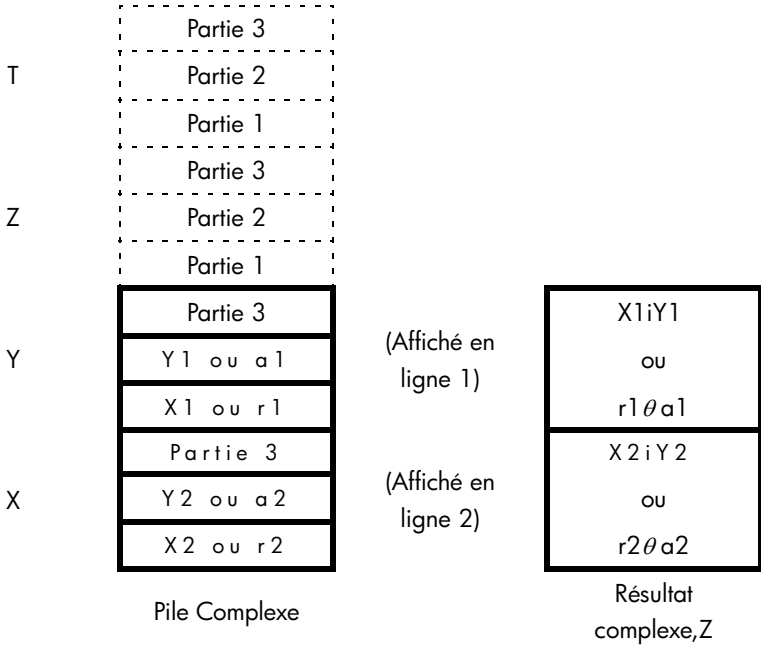 Partie 3
T
Partie 2
Partie 1
Partie 3
Z
Partie 2
Partie 1
Partie 3
X1iY1
Y
Y1 ou a1
(Affiché en
ligne 1)
ou
X1 ou r1
r1θa1
Partie 3
X2iY2
X
Y2 ou a2
(Affiché en
ligne 2)
ou
X2 ou r2
r2θa2
Pile Complexe
Résultat
complexe,Z